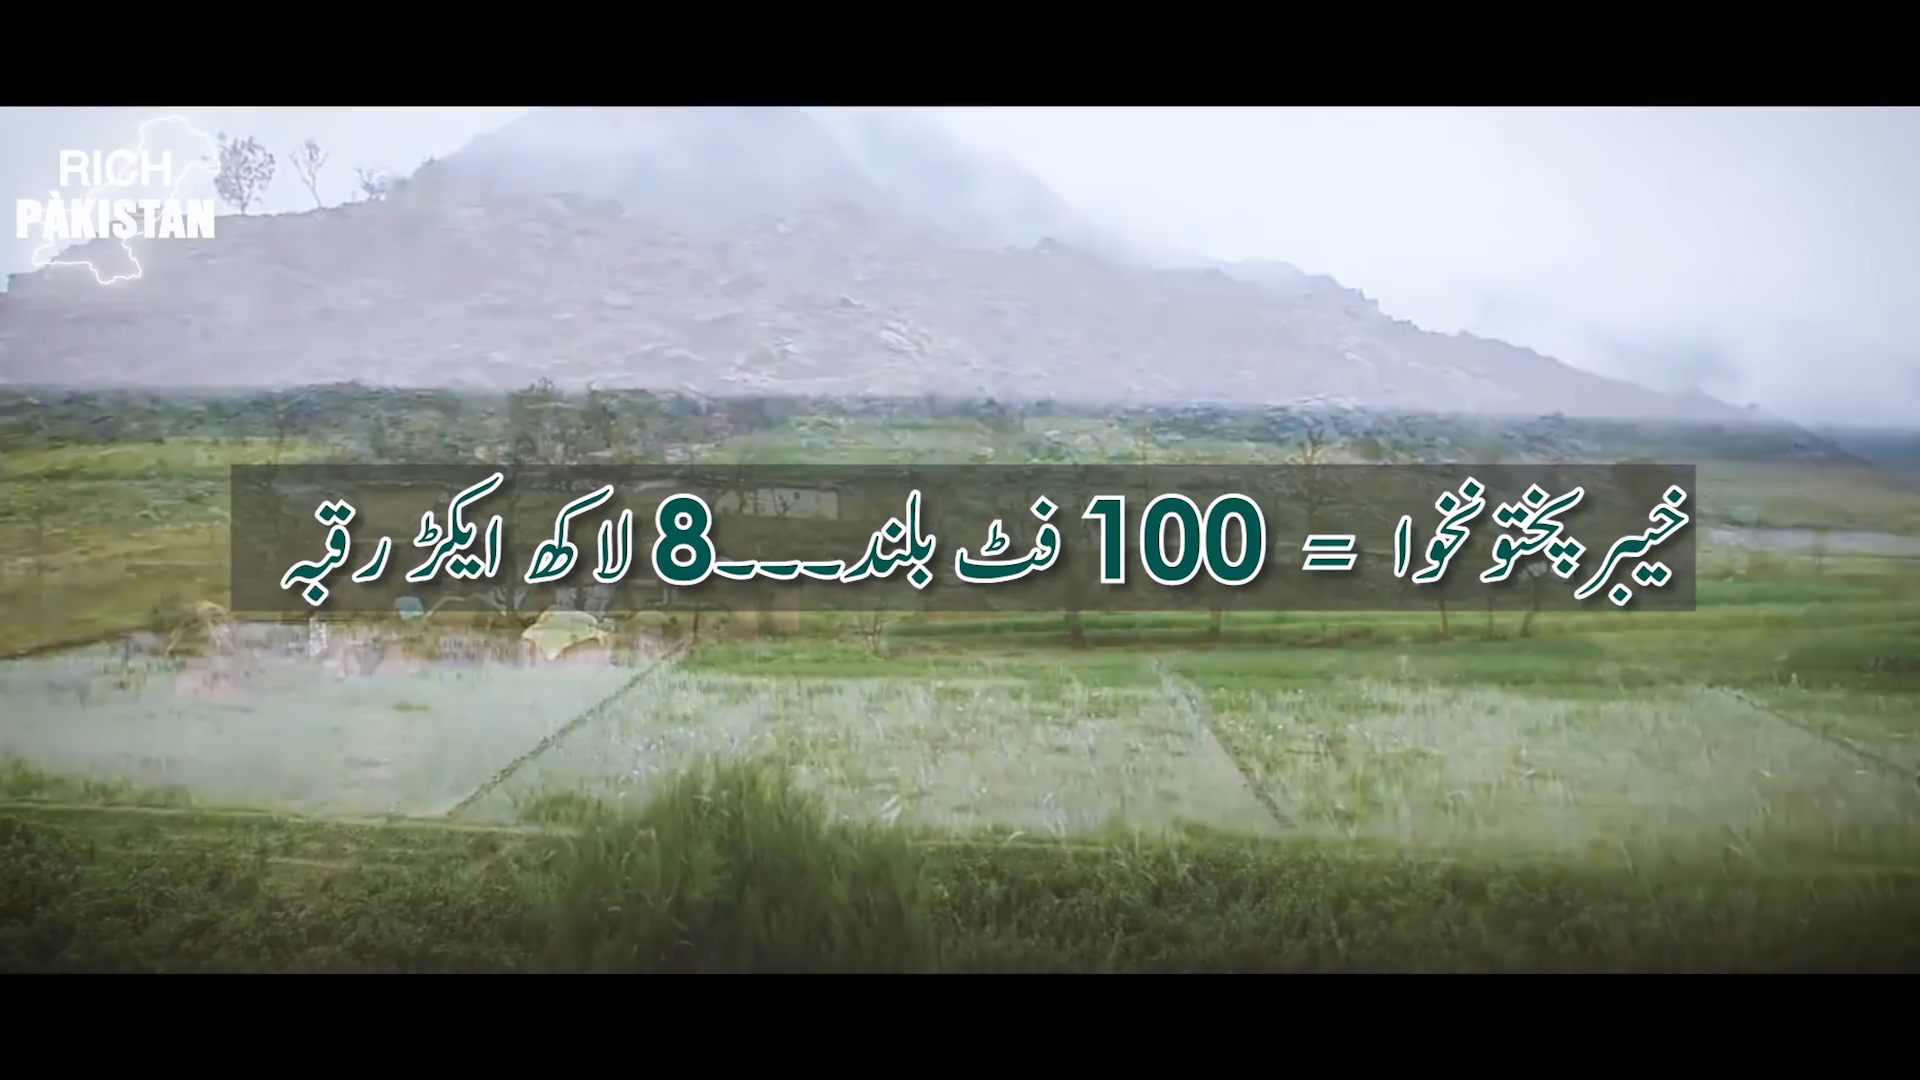 RICH
PAKISTAN
خیبر پختونخوا = 100 فٹ بلند۔۔۔8 لاکھ ایکڑ رقبہ